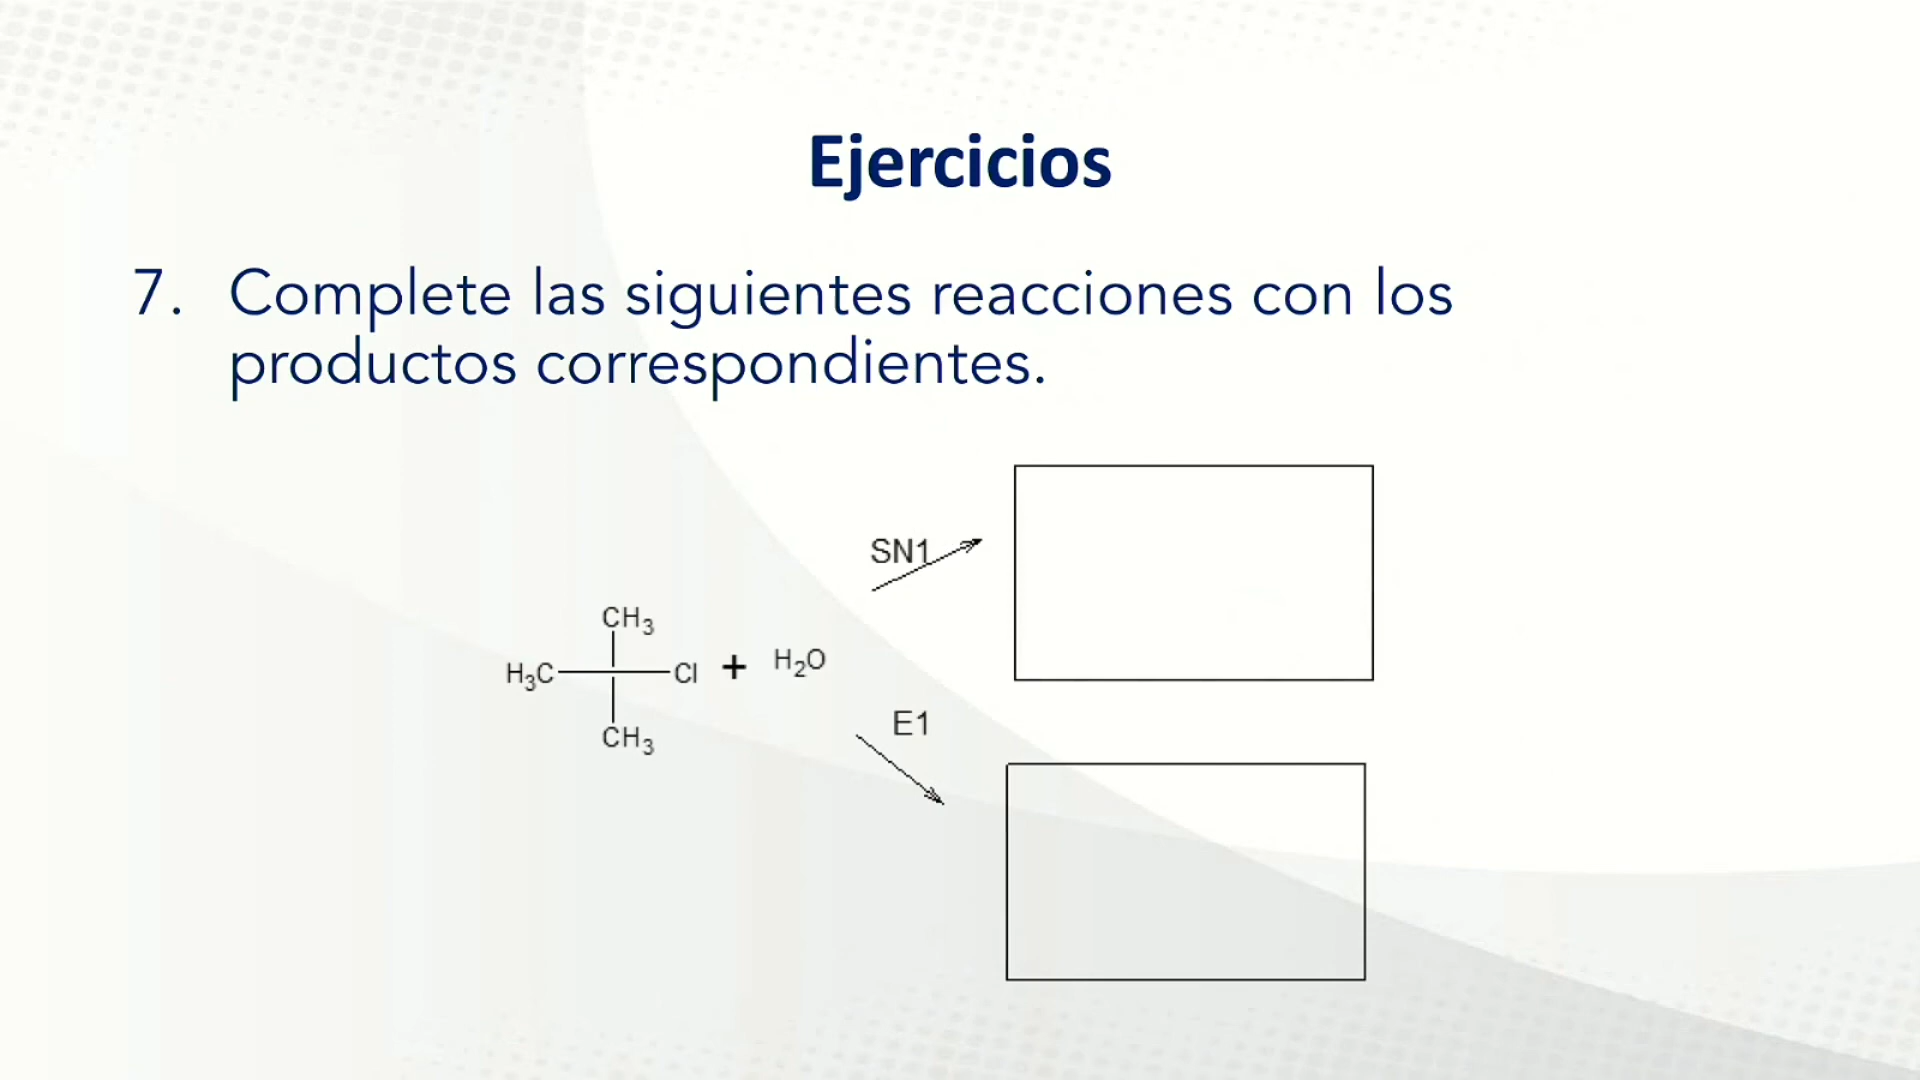 Ejercicios
7. Complete las siguientes reacciones con los
productos correspondientes.
SN1
CH3
H3C Cl + H2O
CH3
E1